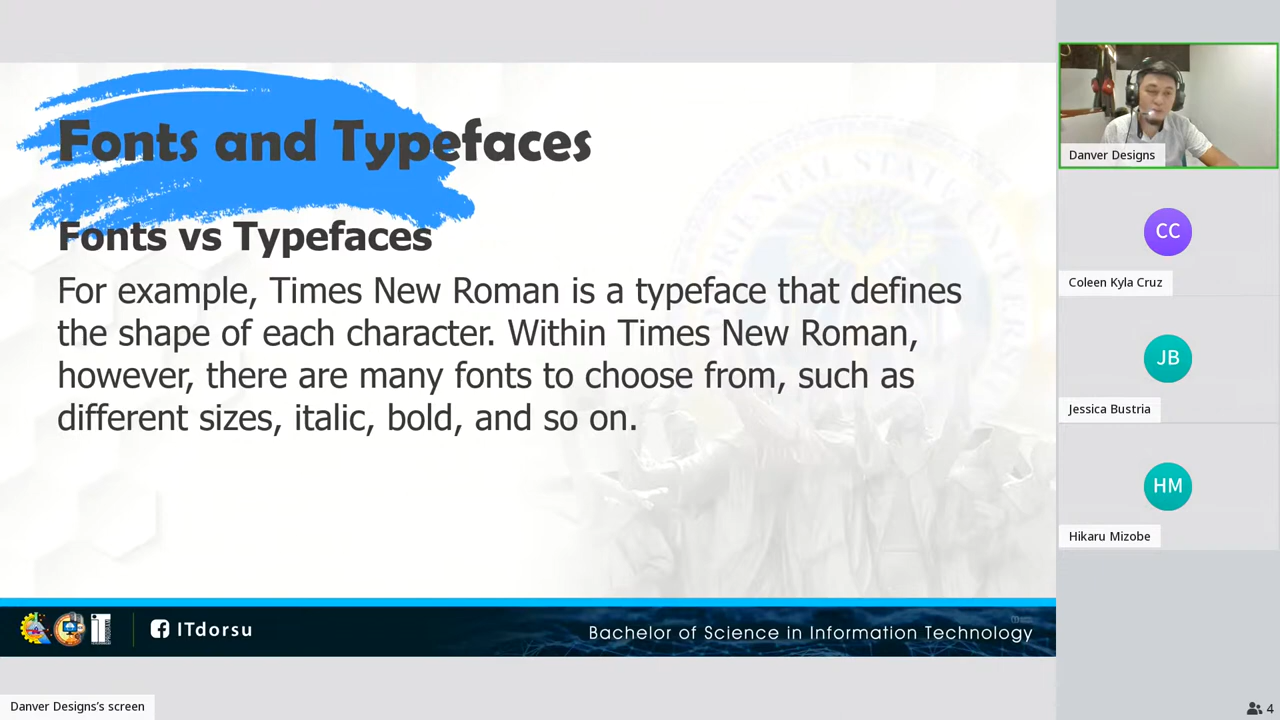 Fonts and Typefaces
Fonts vs Typefaces
For example, Times New Roman is a typeface that defines
the shape of each character. Within Times New Roman,
however, there are many fonts to choose from, such as
different sizes, italic, bold, and so on.
ITdorsu
Bachelor of Science in Information Technology
Danver Designs's screen
Danver Designs
CC
Coleen Kyla Cruz
JB
Jessica Bustria
HM
Hikaru Mizobe
4